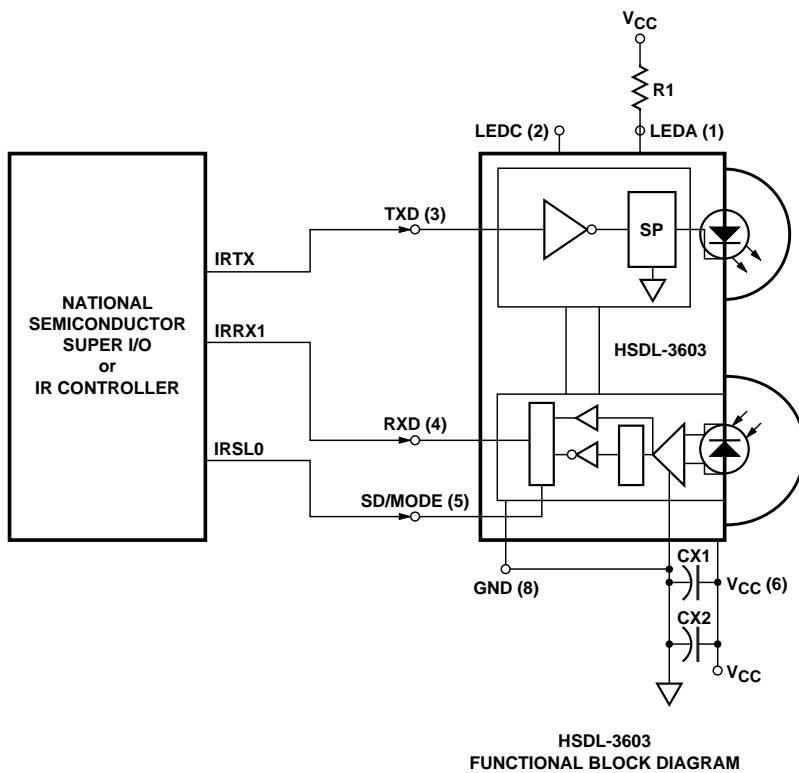 VCC
R1
LEDC (2)
LEDA (1)
TXD (3)
SP
IRTX
NATIONAL
SEMICONDUCTOR
SUPER I/O
or
IR CONTROLLER
IRRX1
HSDL-3603
RXD (4)
IRSL0
SD/MODE (5)
CX1
GND (8)
VCC (6)
CX2
VCC
HSDL-3603
FUNCTIONAL BLOCK DIAGRAM